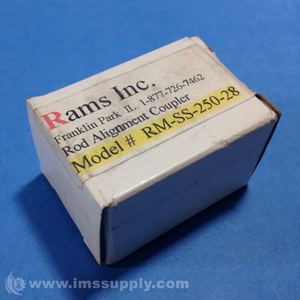 Rams Inc.
Franklin Park IL. 1-877-726-7462
Rod Alignment Coupler
Model # RM-SS-250-28
© www.imssupply.com